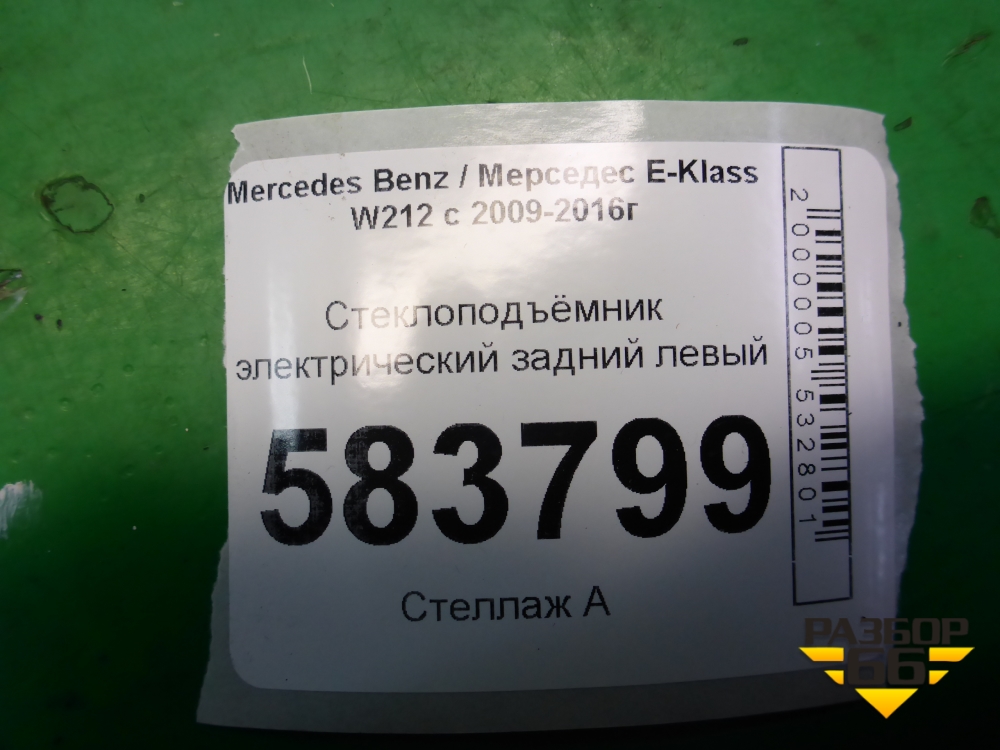 Mercedes Benz / Мерседес E-Klass
W212 с 2009-2016г
Стеклоподъёмник
электрический задний левый
583799
Стеллаж А
2000005532801
РАЗБОР
66